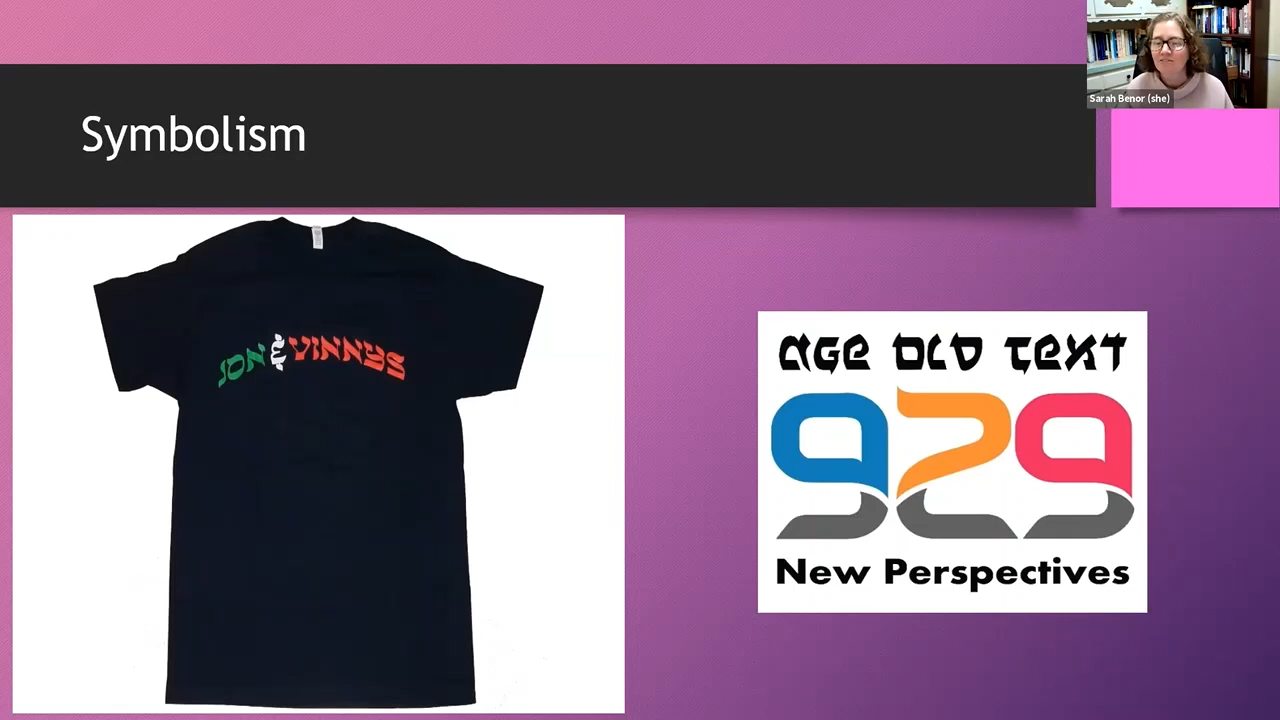 Sarah Benor (she)
Symbolism
JON & VINNYS
AGE OLD TEXT
929
New Perspectives